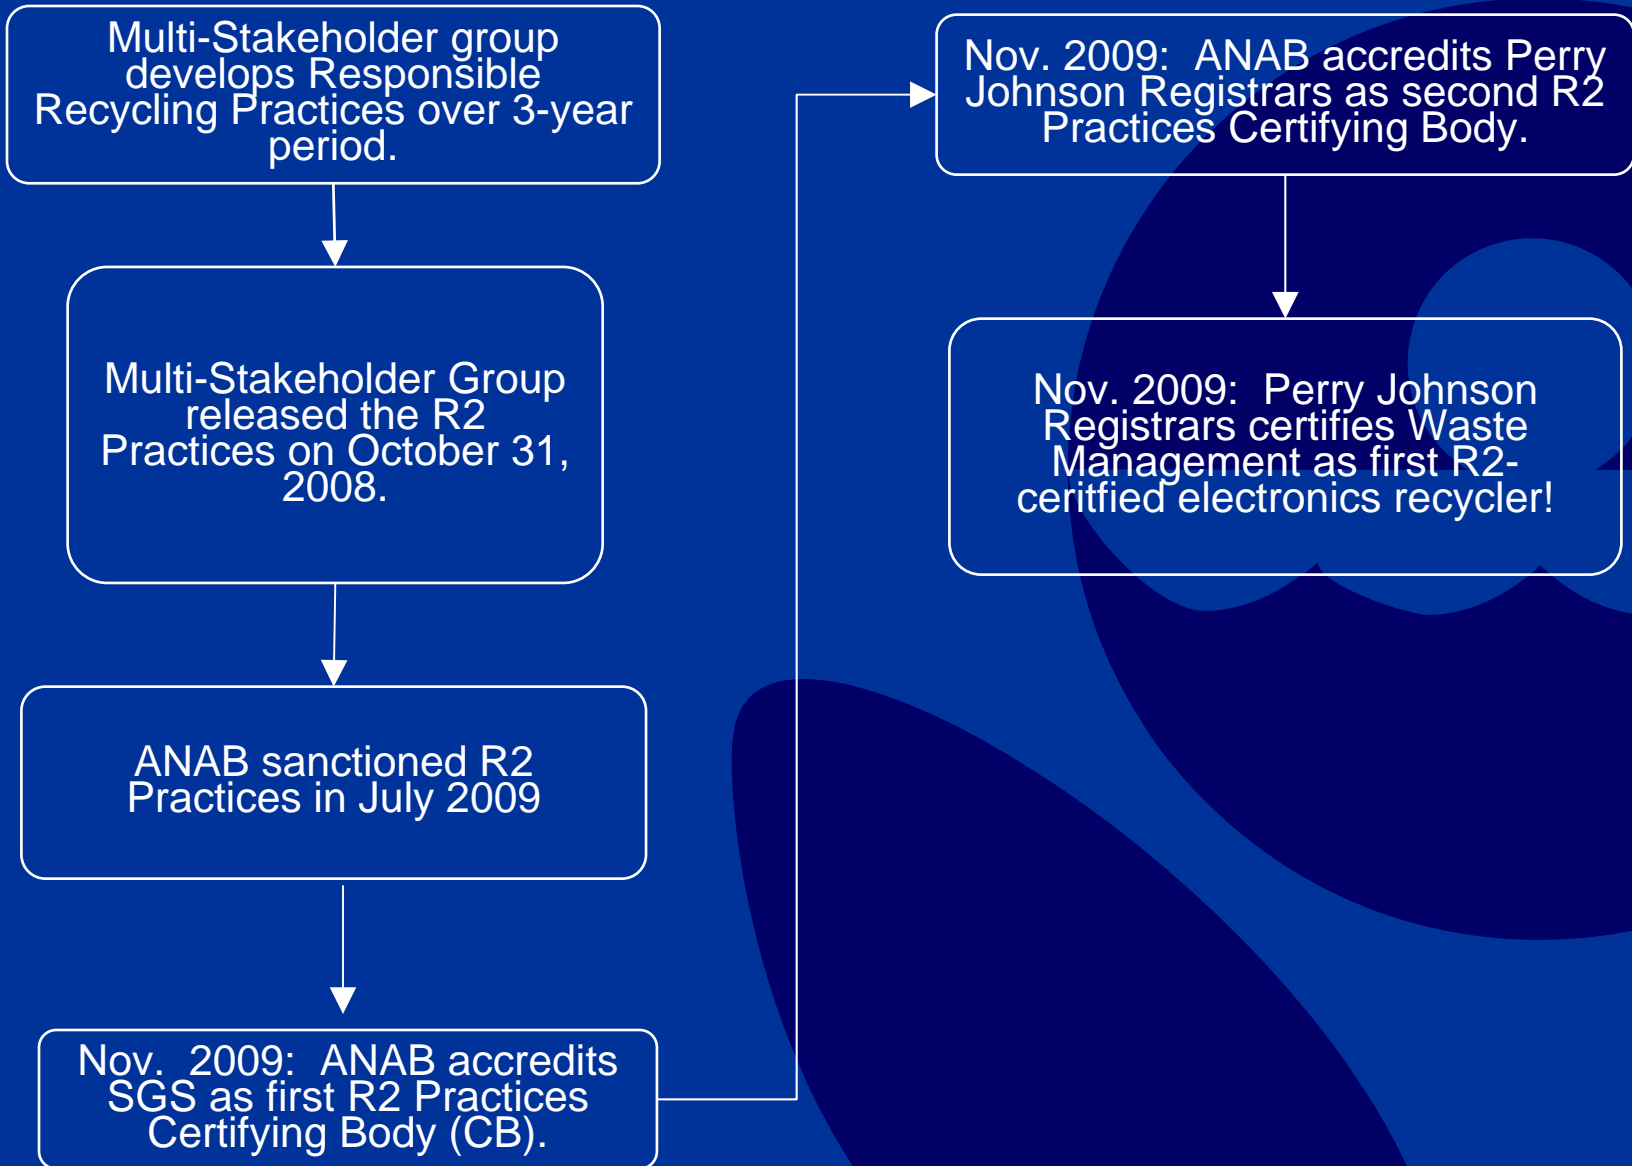 Multi-Stakeholder group
develops Responsible
Recycling Practices over 3-year
period.
Multi-Stakeholder Group
released the R2
Practices on October 31,
2008.
ANAB sanctioned R2
Practices in July 2009
Nov.  2009:  ANAB accredits
SGS as first R2 Practices
Certifying Body (CB).
Nov. 2009:  ANAB accredits Perry
Johnson Registrars as second R2
Practices Certifying Body.
Nov. 2009:  Perry Johnson
Registrars certifies Waste
Management as first R2-
ceritfied electronics recycler!